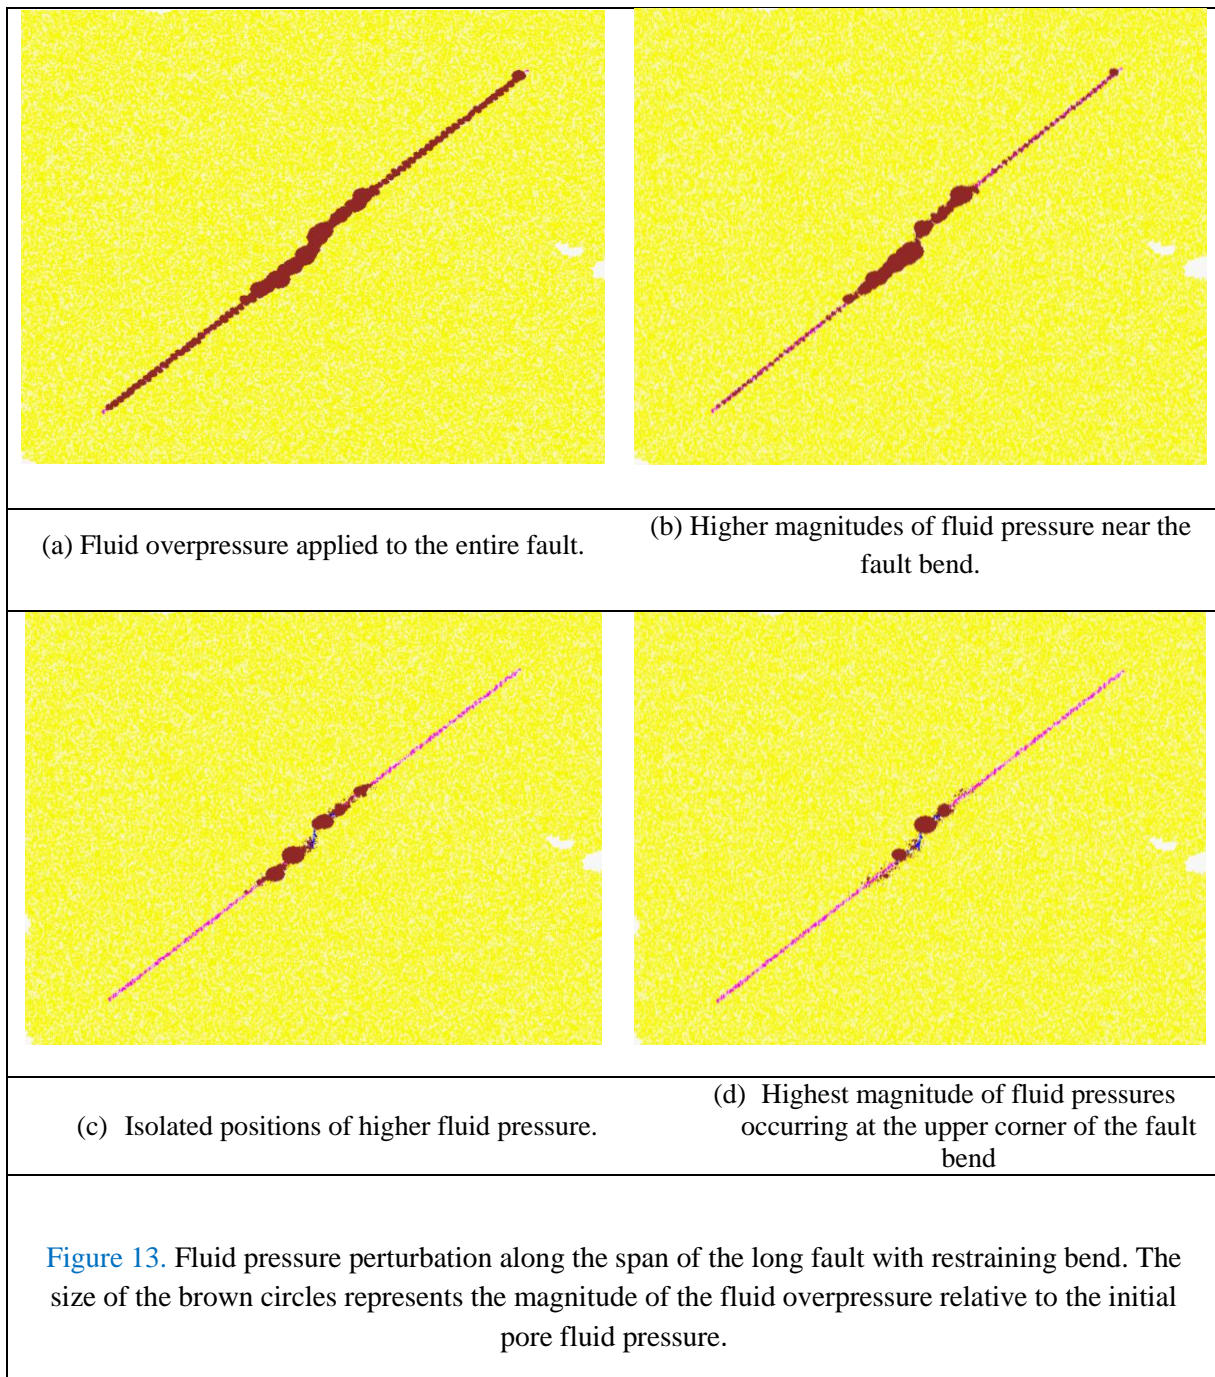 (a) Fluid overpressure applied to the entire fault.
(b) Higher magnitudes of fluid pressure near the
fault bend.
(c) Isolated positions of higher fluid pressure.
(d) Highest magnitude of fluid pressures
occurring at the upper corner of the fault
bend
Figure 13. Fluid pressure perturbation along the span of the long fault with restraining bend. The
size of the brown circles represents the magnitude of the fluid overpressure relative to the initial
pore fluid pressure.